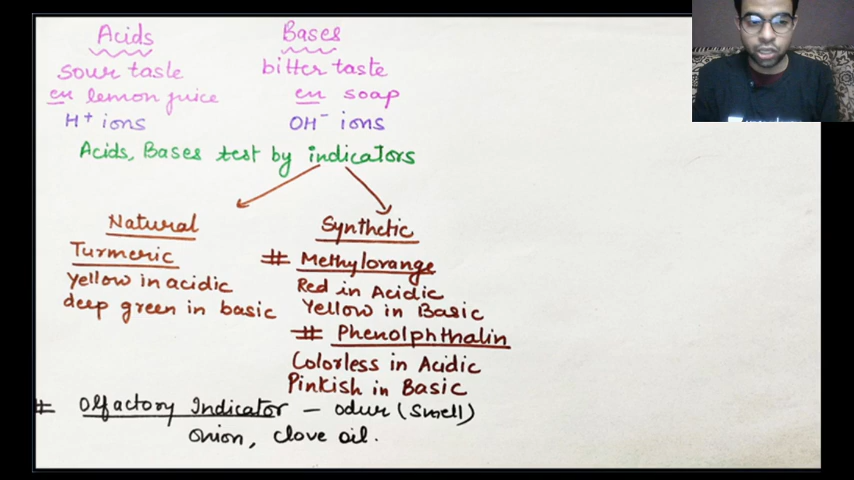 Acids Bases
sour taste bitter taste
en lemon juice en soap
H+ ions OH- ions
Acids, Bases test by indicators
Natural Synthetic
Turmeric
yellow in acidic
deep green in basic
# Methylorange
Red in Acidic
Yellow in Basic
# Phenolphthalin
Colorless in Acidic
Pinkish in Basic
# Olfactory Indicator - odur (smell)
onion, clove oil.